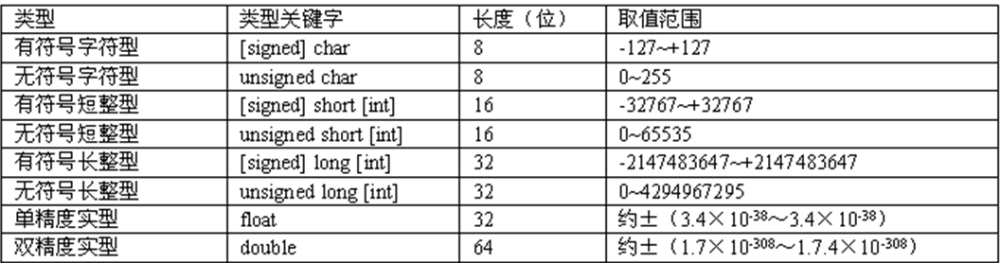 类型 类型关键字 长度（位） 取值范围
有符号字符型 [signed] char 8 -127~+127
无符号字符型 unsigned char 8 0~255
有符号短整型 [signed] short [int] 16 -32767~+32767
无符号短整型 unsigned short [int] 16 0~65535
有符号长整型 [signed] long [int] 32 -2147483647~+2147483647
无符号长整型 unsigned long [int] 32 0~4294967295
单精度实型 float 32 约士（3.4×10⁻³⁸～3.4×10⁻³⁸）
双精度实型 double 64 约士（1.7×10⁻³⁰⁸～1.7.4×10⁻³⁰⁸）